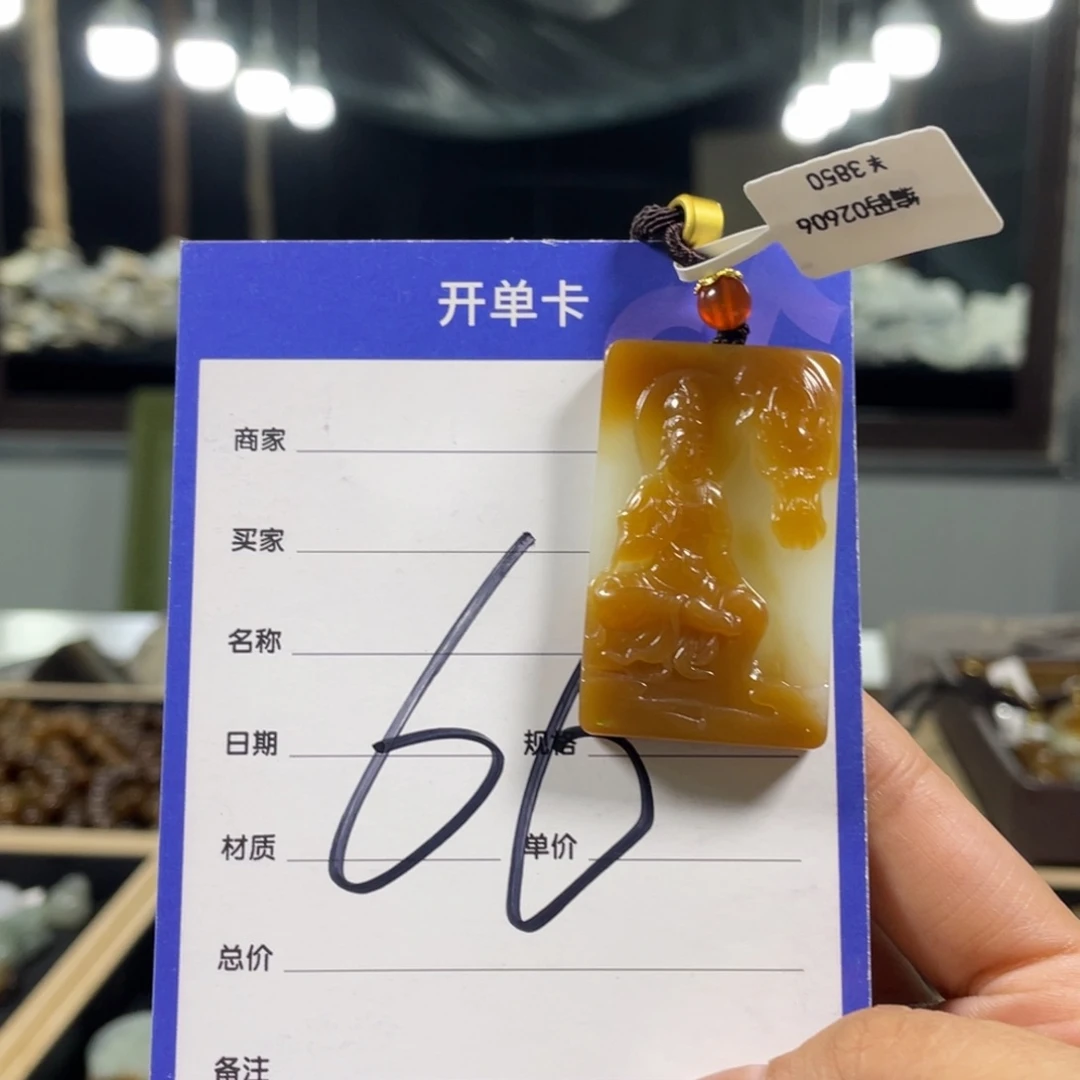 ¥3850
编码02606
开单卡
商家
买家
名称
日期 规格
材质 单价
总价
备注
66